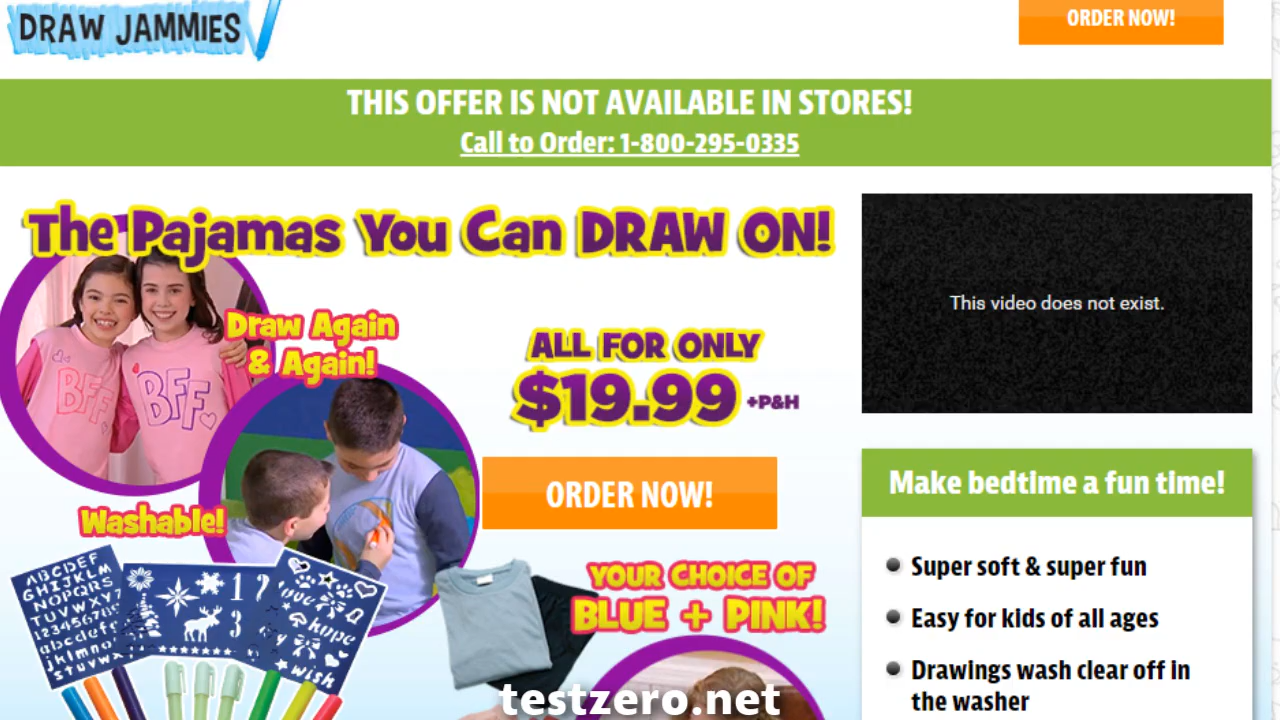 DRAW JAMMIES
ORDER NOW!
THIS OFFER IS NOT AVAILABLE IN STORES!
Call to Order: 1-800-295-0335
The Pajamas You Can DRAW ON!
This video does not exist.
BFF
BFF
Draw Again
& Again!
ALL FOR ONLY
$19.99 +P&H
ORDER NOW!
Make bedtime a fun time!
Washable!
Super soft & super fun
Easy for kids of all ages
Drawings wash clear off in
the washer
YOUR CHOICE OF
BLUE + PINK!
ABCDEF
GHIJKLM
NOPQRS
TUVWXYZ
abcdef
jklmno
stuvwx
1
3
love
hope
wish
testzero.net